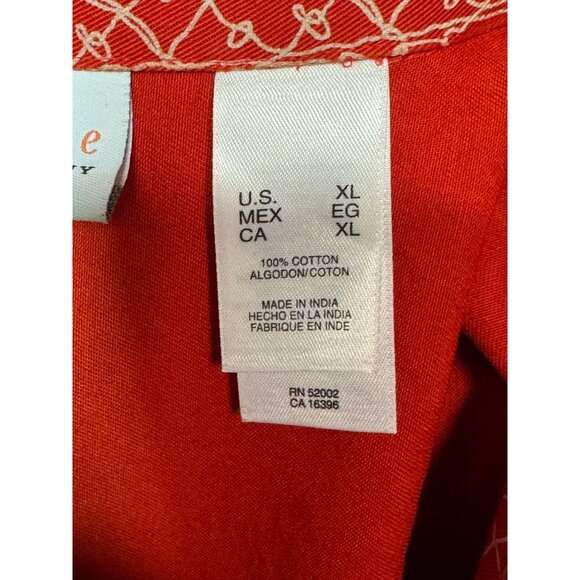 e
NY
U.S. XL
MEX EG
CA XL
100% COTTON
ALGODON/COTON
MADE IN INDIA
HECHO EN LA INDIA
FABRIQUE EN INDE
RN 52002
CA 16396